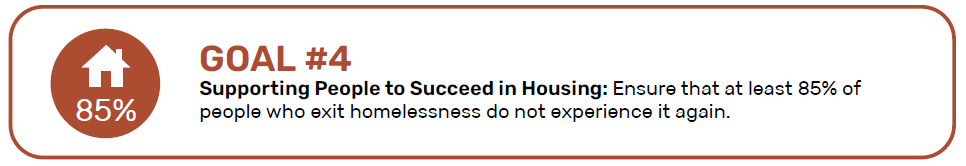 85%
GOAL #4
Supporting People to Succeed in Housing: Ensure that at least 85% of
people who exit homelessness do not experience it again.